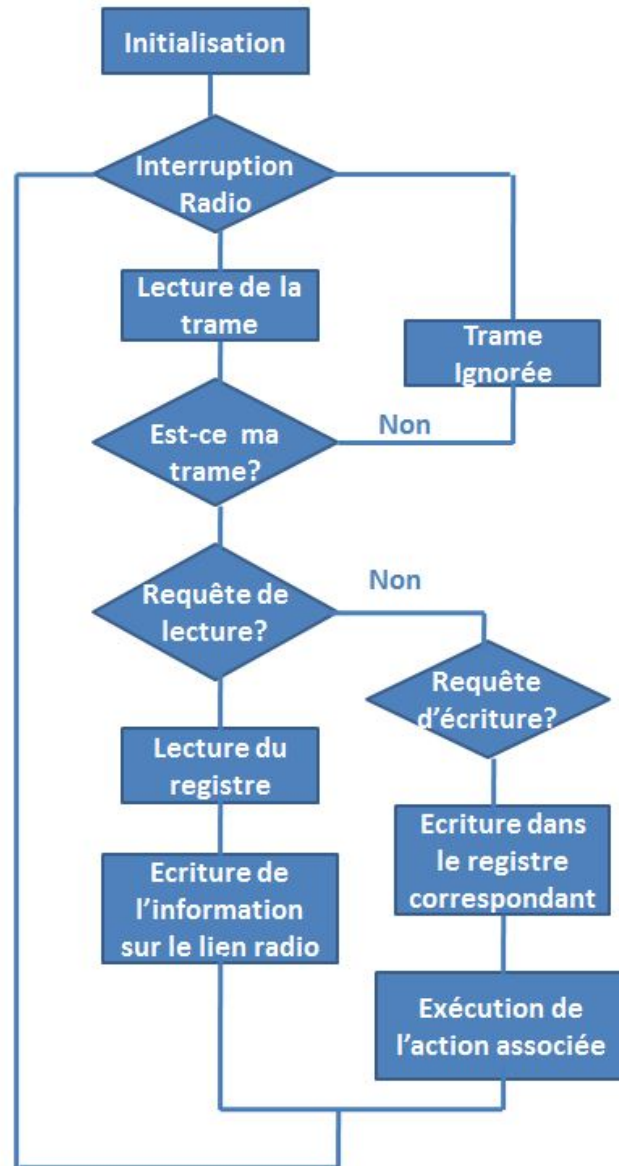 Initialisation
Interruption
Radio
Lecture de la
trame
Trame
Ignorée
Est-ce ma
trame?
Non
Requête de
lecture?
Non
Requête
d’écriture?
Lecture du
registre
Ecriture dans
le registre
correspondant
Ecriture de
l’information
sur le lien radio
Exécution de
l’action associée